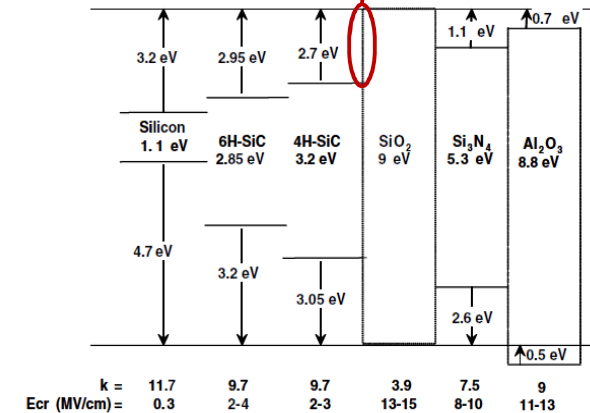 0.7 eV
1.1 eV
3.2 eV 2.95 eV 2.7 eV
Silicon
1. 1 eV
6H-SiC 4H-SiC SiO₂ Si₃N₄ Al₂O₃
2.85 eV 3.2 eV 9 eV 5.3 eV 8.8 eV
4.7 eV
3.2 eV
3.05 eV
2.6 eV
0.5 eV
k = 11.7 9.7 9.7 3.9 7.5 9
Ecr (MV/cm) = 0.3 2-4 2-3 13-15 8-10 11-13